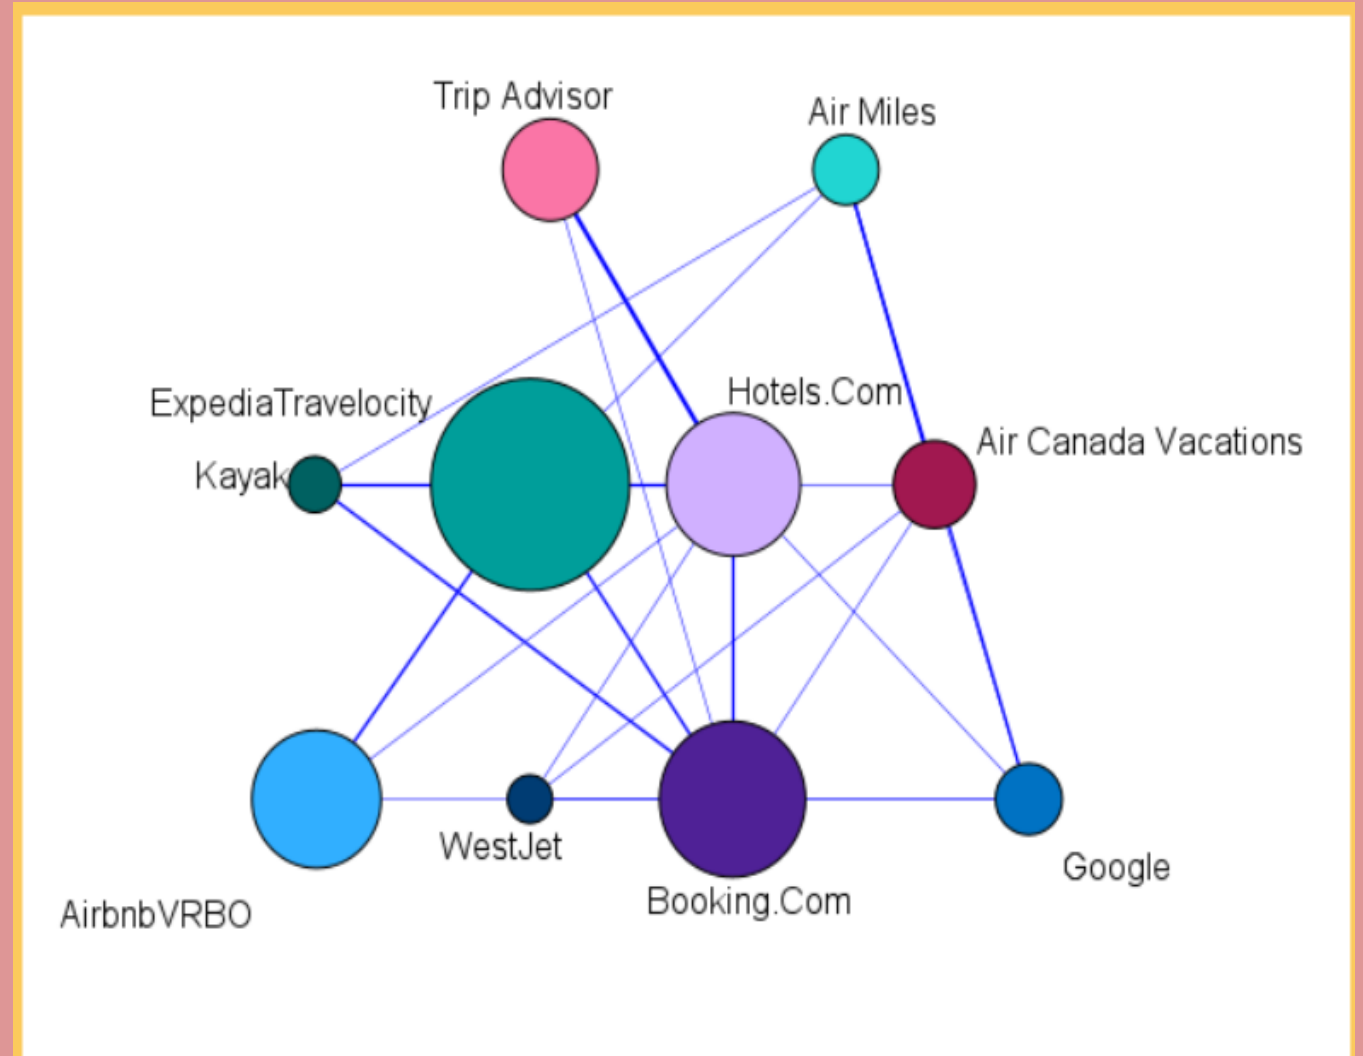 Trip Advisor
Air Miles
ExpediaTravelocity
Hotels.Com
Air Canada Vacations
Kayak
WestJet
Google
Booking.Com
AirbnbVRBO